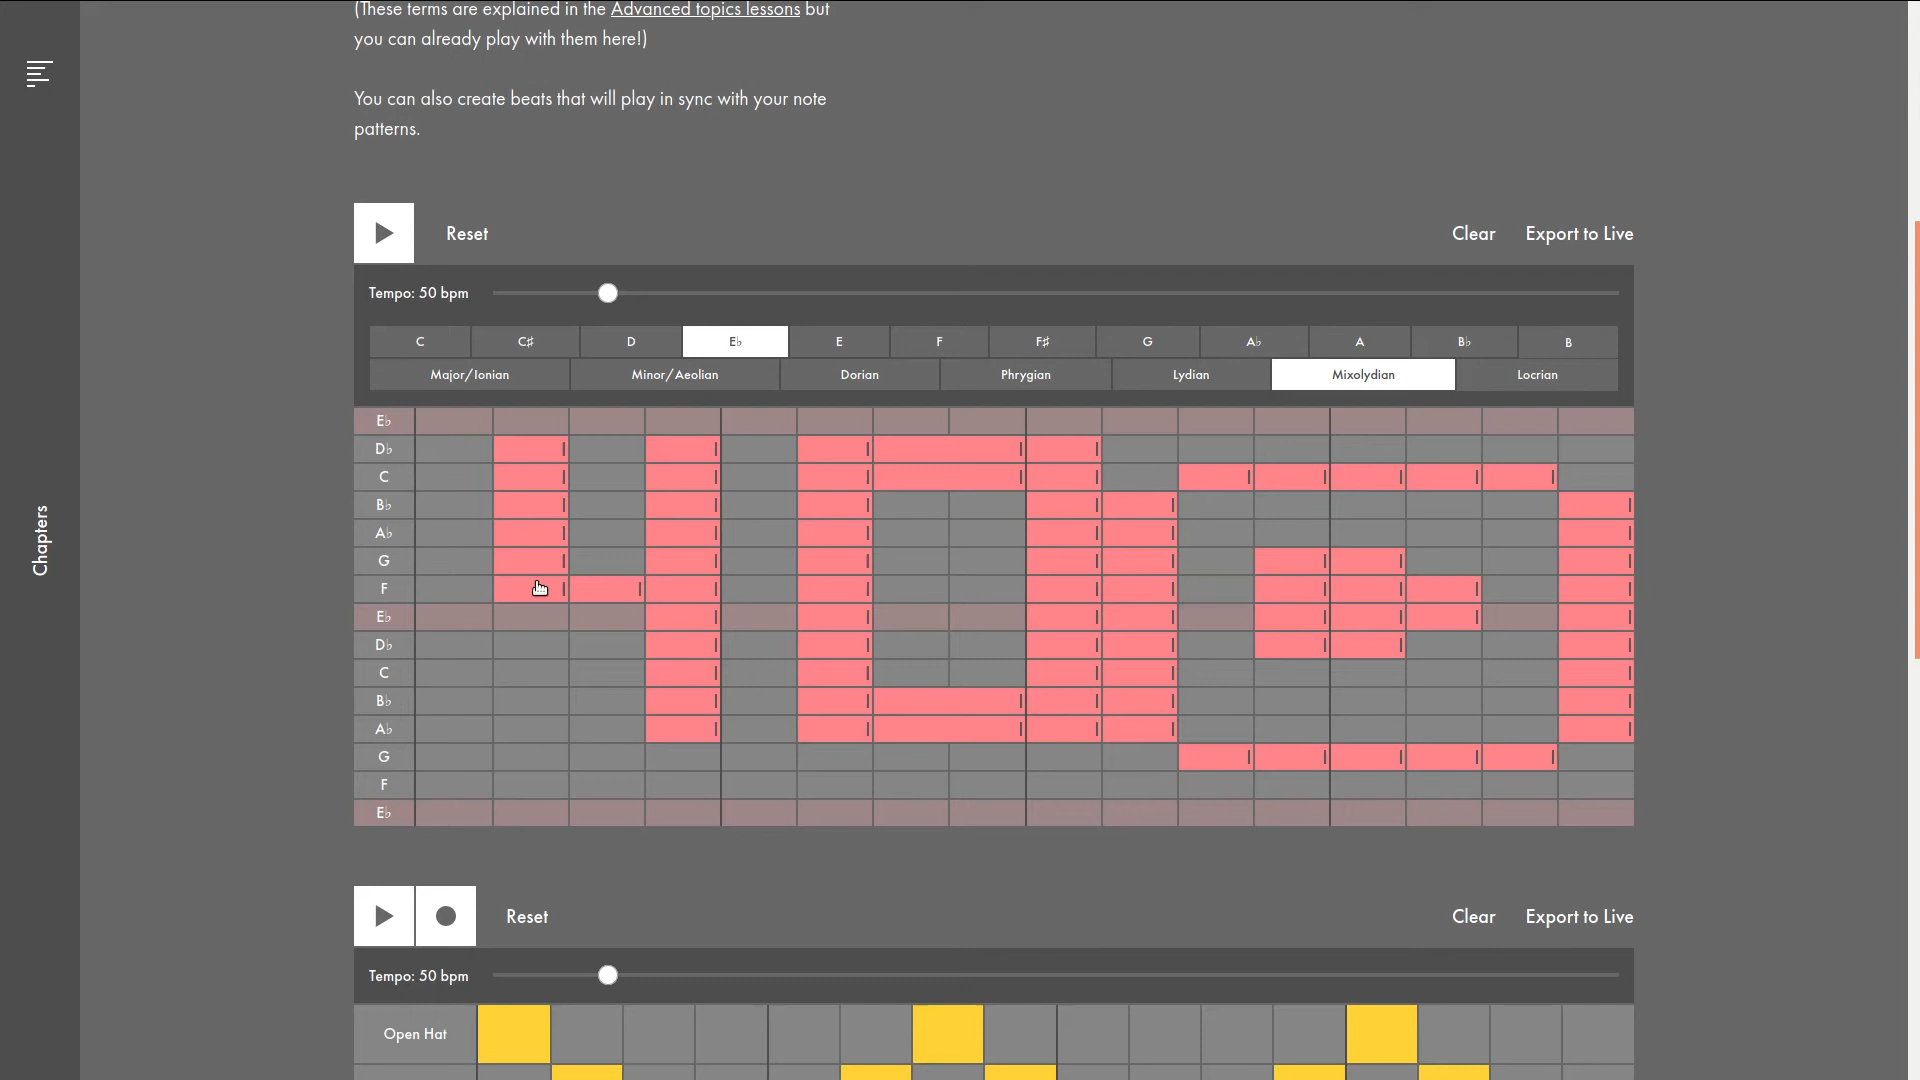 (These terms are explained in the Advanced topics lessons but
you can already play with them here!)
You can also create beats that will play in sync with your note
patterns.
Chapters
Reset
Clear
Export to Live
Tempo: 50 bpm
C C♯ D E♭ E F F♯ G A♭ A B♭ B
Major/Ionian Minor/Aeolian Dorian Phrygian Lydian Mixolydian Locrian
E♭
D♭
C
B♭
A♭
G
F
E♭
D♭
C
B♭
A♭
G
F
E♭
Reset
Clear
Export to Live
Tempo: 50 bpm
Open Hat